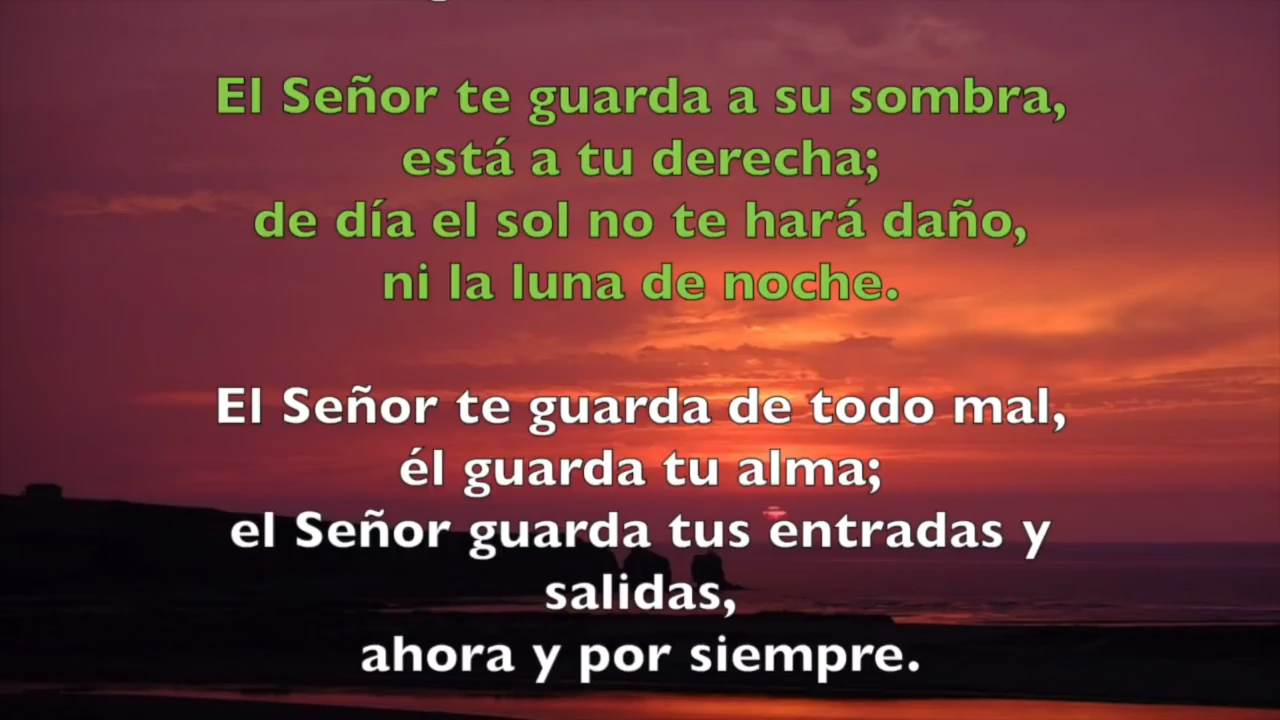 El Señor te guarda a su sombra,
está a tu derecha;
de día el sol no te hará daño,
ni la luna de noche.
El Señor te guarda de todo mal,
él guarda tu alma;
el Señor guarda tus entradas y
salidas,
ahora y por siempre.